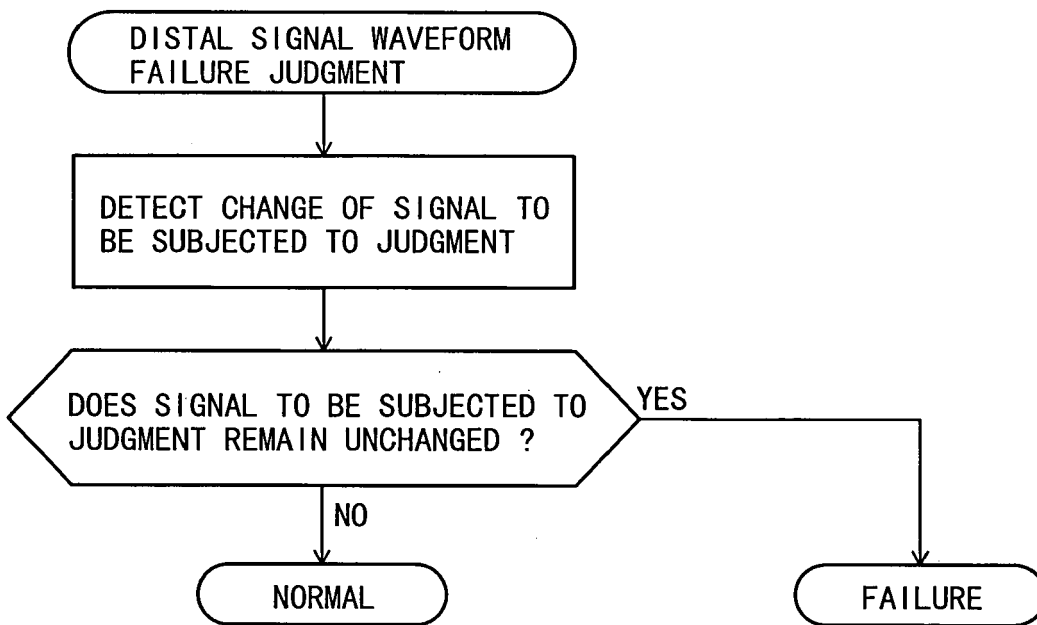 DISTAL SIGNAL WAVEFORM
FAILURE JUDGMENT
DETECT CHANGE OF SIGNAL TO
BE SUBJECTED TO JUDGMENT
DOES SIGNAL TO BE SUBJECTED TO
JUDGMENT REMAIN UNCHANGED ?
YES
NO
NORMAL
FAILURE